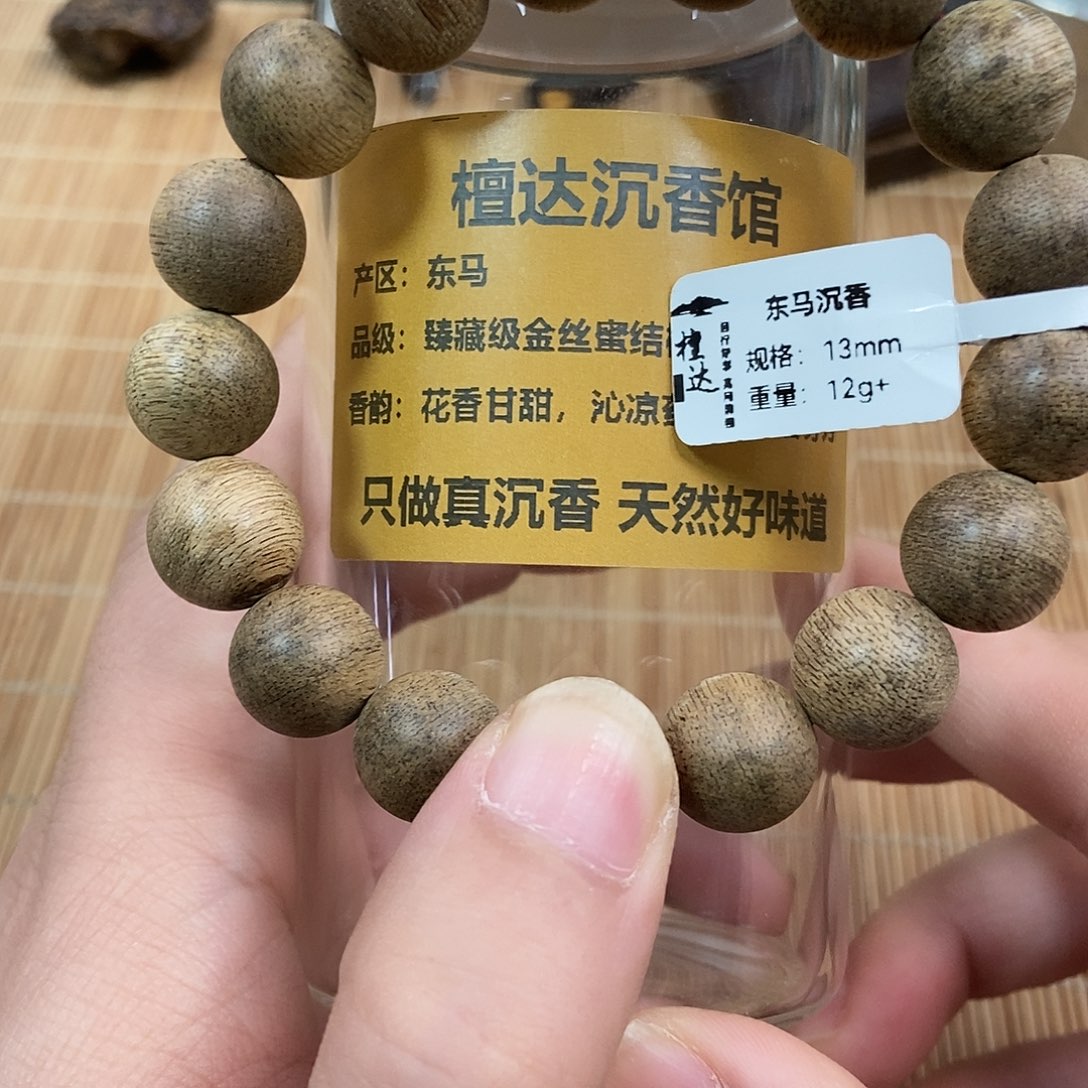 檀达沉香馆
产区：东马
品级：臻藏级金丝蜜结
香韵：花香甘甜，沁凉
只做真沉香 天然好味道
檀达
东马沉香
规格：13mm
重量：12g+